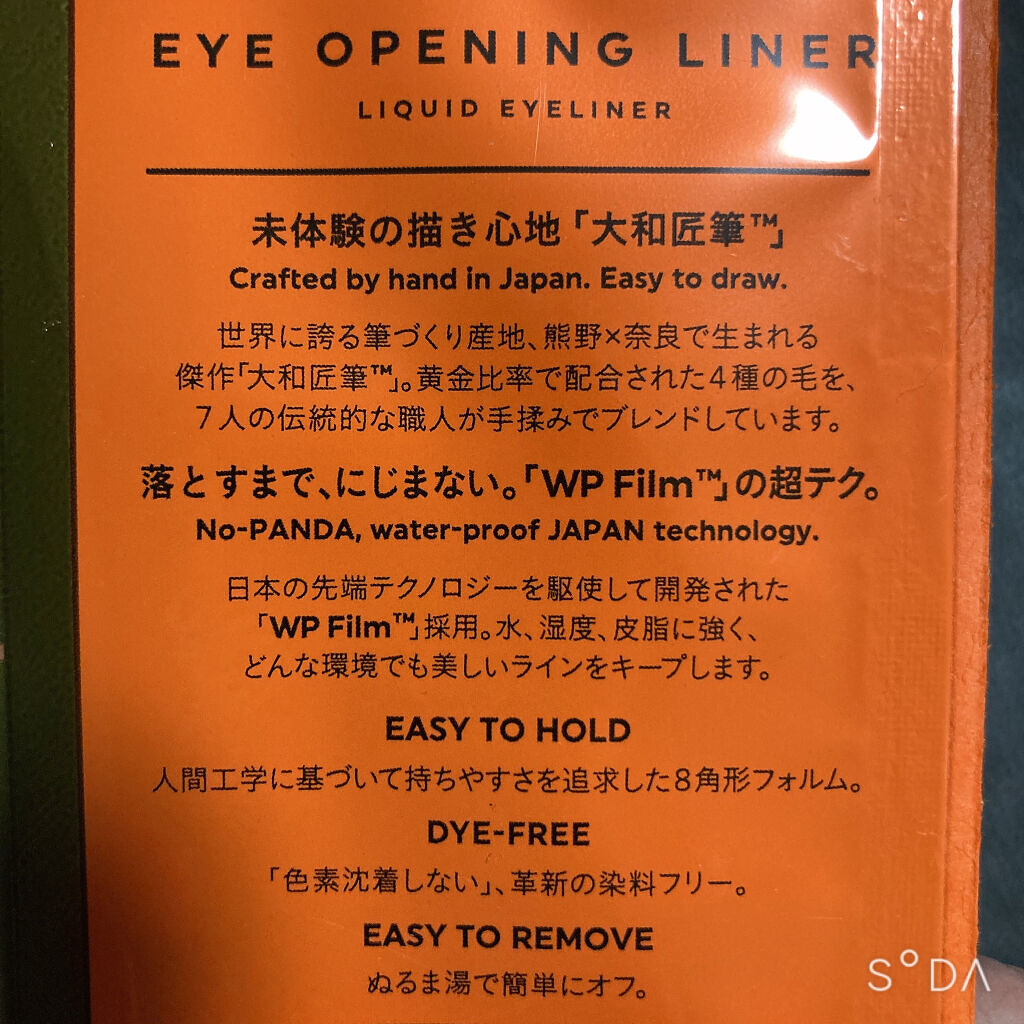 EYE OPENING LINER
LIQUID EYELINER
未体験の描き心地「大和匠筆™」
Crafted by hand in Japan. Easy to draw.
世界に誇る筆づくり産地、熊野×奈良で生まれる
傑作「大和匠筆™」。黄金比率で配合された4種の毛を、
7人の伝統的な職人が手揉みでブレンドしています。
落とすまで、にじまない。「WP Film™」の超テク。
No-PANDA, water-proof JAPAN technology.
日本の先端テクノロジーを駆使して開発された
「WP Film™」採用。水、湿度、皮脂に強く、
どんな環境でも美しいラインをキープします。
EASY TO HOLD
人間工学に基づいて持ちやすさを追求した8角形フォルム。
DYE-FREE
「色素沈着しない」、革新の染料フリー。
EASY TO REMOVE
ぬるま湯で簡単にオフ。
SODA